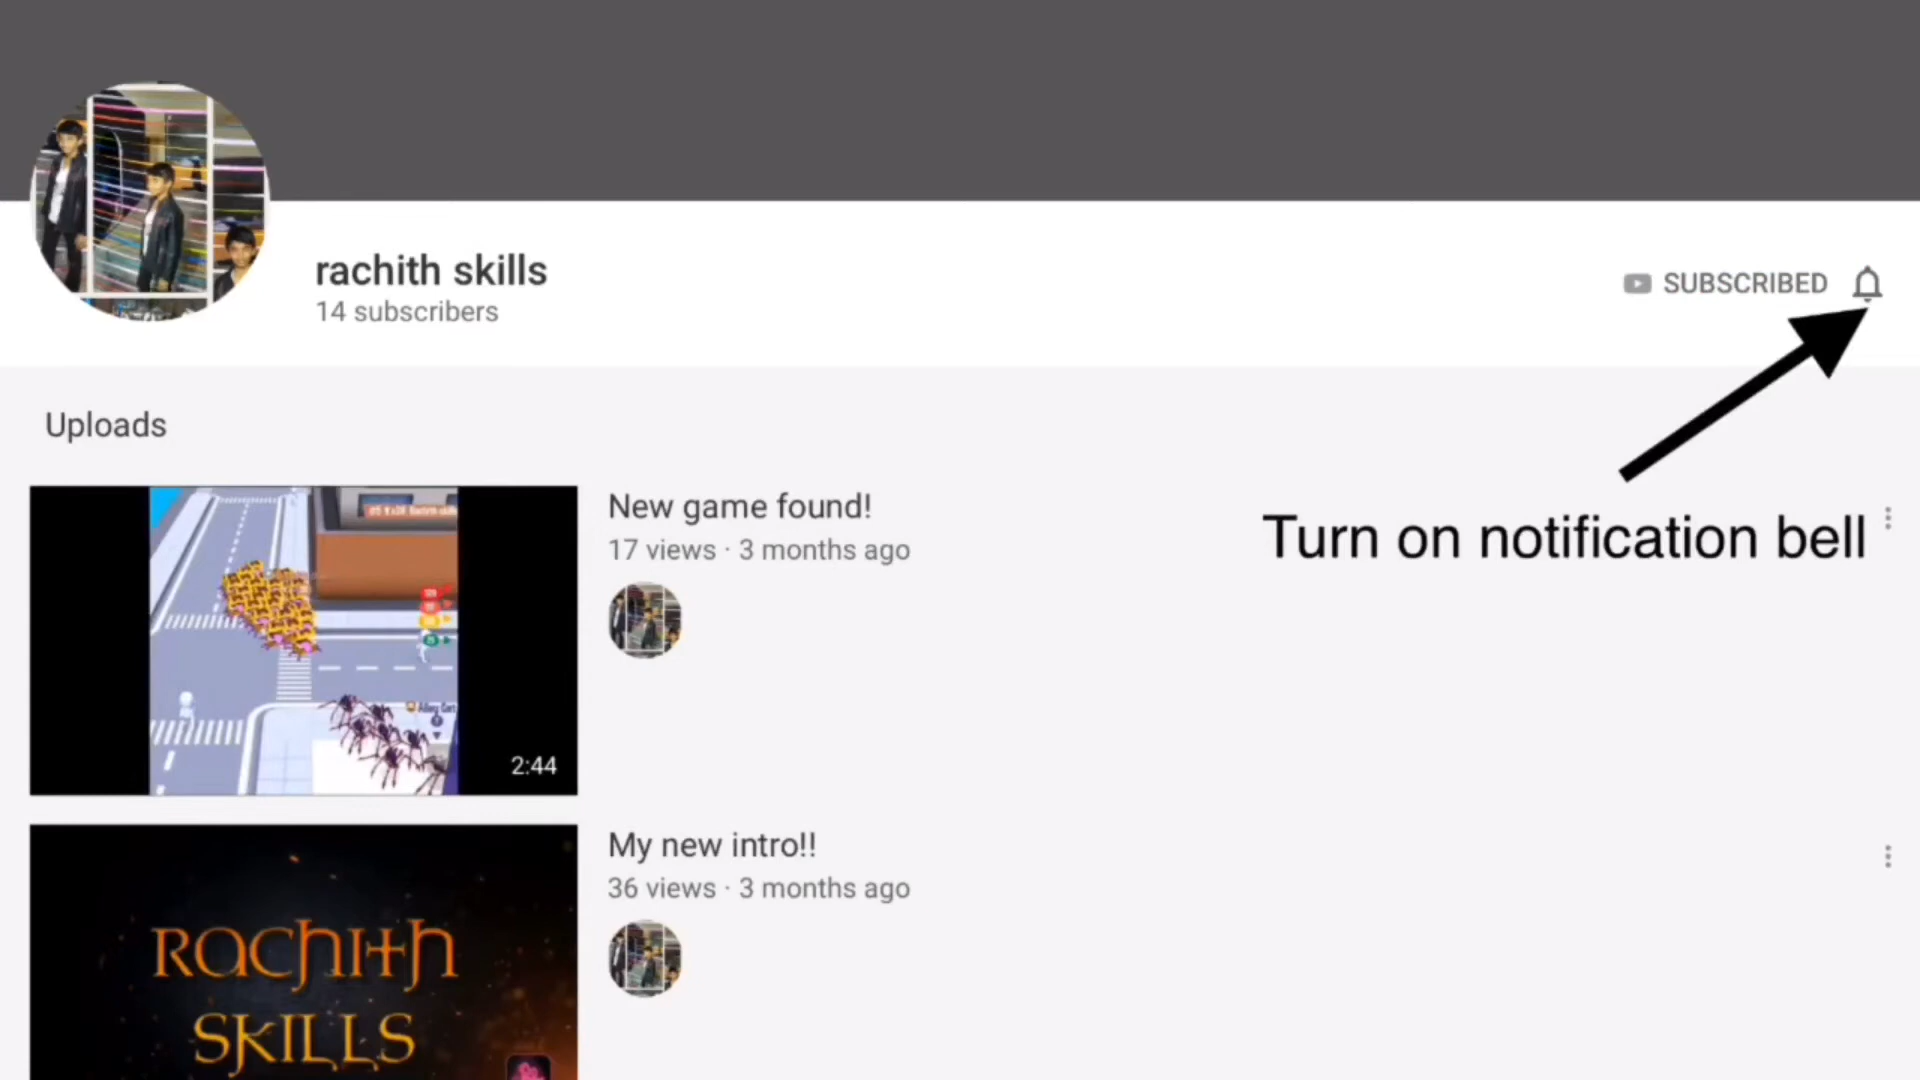 rachith skills
14 subscribers
SUBSCRIBED
Uploads
New game found!
17 views · 3 months ago
Turn on notification bell
2:44
My new intro!!
36 views · 3 months ago
RACHITH
SKILLS